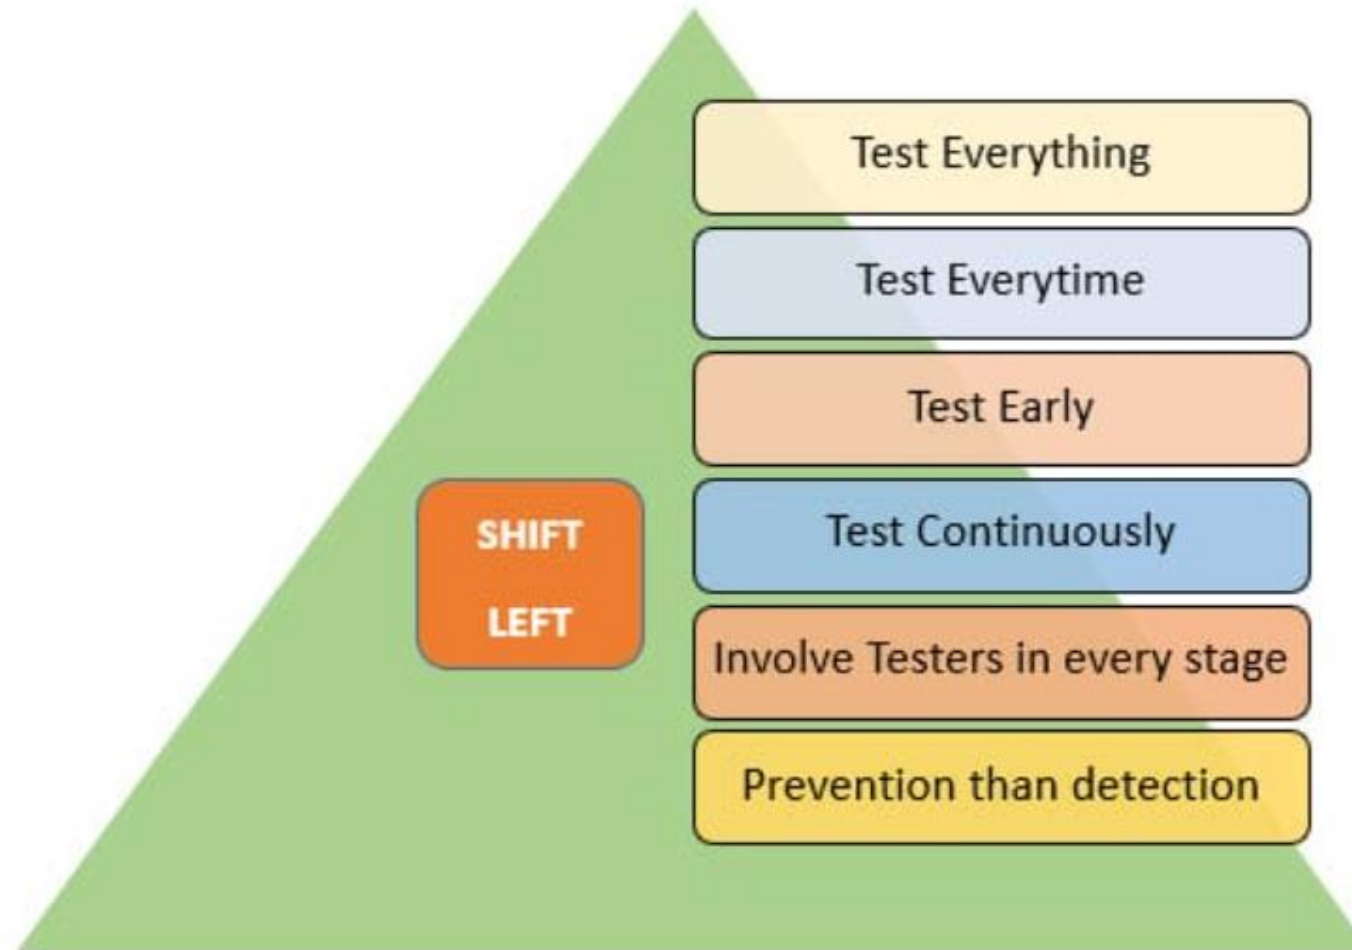 Test Everything
Test Everytime
Test Early
SHIFT
LEFT
Test Continuously
Involve Testers in every stage
Prevention than detection